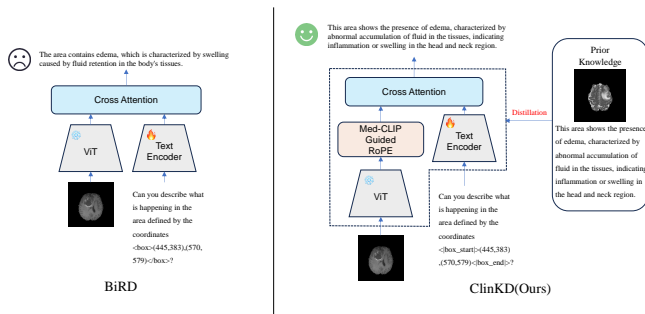 The area contains edema, which is characterized by swelling
caused by fluid retention in the body's tissues.
Cross Attention
ViT
Text
Encoder
Can you describe what
is happening in the
area defined by the
coordinates
<box>(445,383),(570,
579)</box>?
BiRD
This area shows the presence of edema, characterized by
abnormal accumulation of fluid in the tissues, indicating
inflammation or swelling in the head and neck region.
Cross Attention
Med-CLIP
Guided
RoPE
Text
Encoder
ViT
Can you describe what
is happening in the
area defined by the
coordinates
<|box_start|>(445,383)
,(570,579)<|box_end|>?
Distillation
Prior
Knowledge
This area shows the presence
of edema, characterized by
abnormal accumulation of
fluid in the tissues, indicating
inflammation or swelling in
the head and neck region.
ClinKD(Ours)